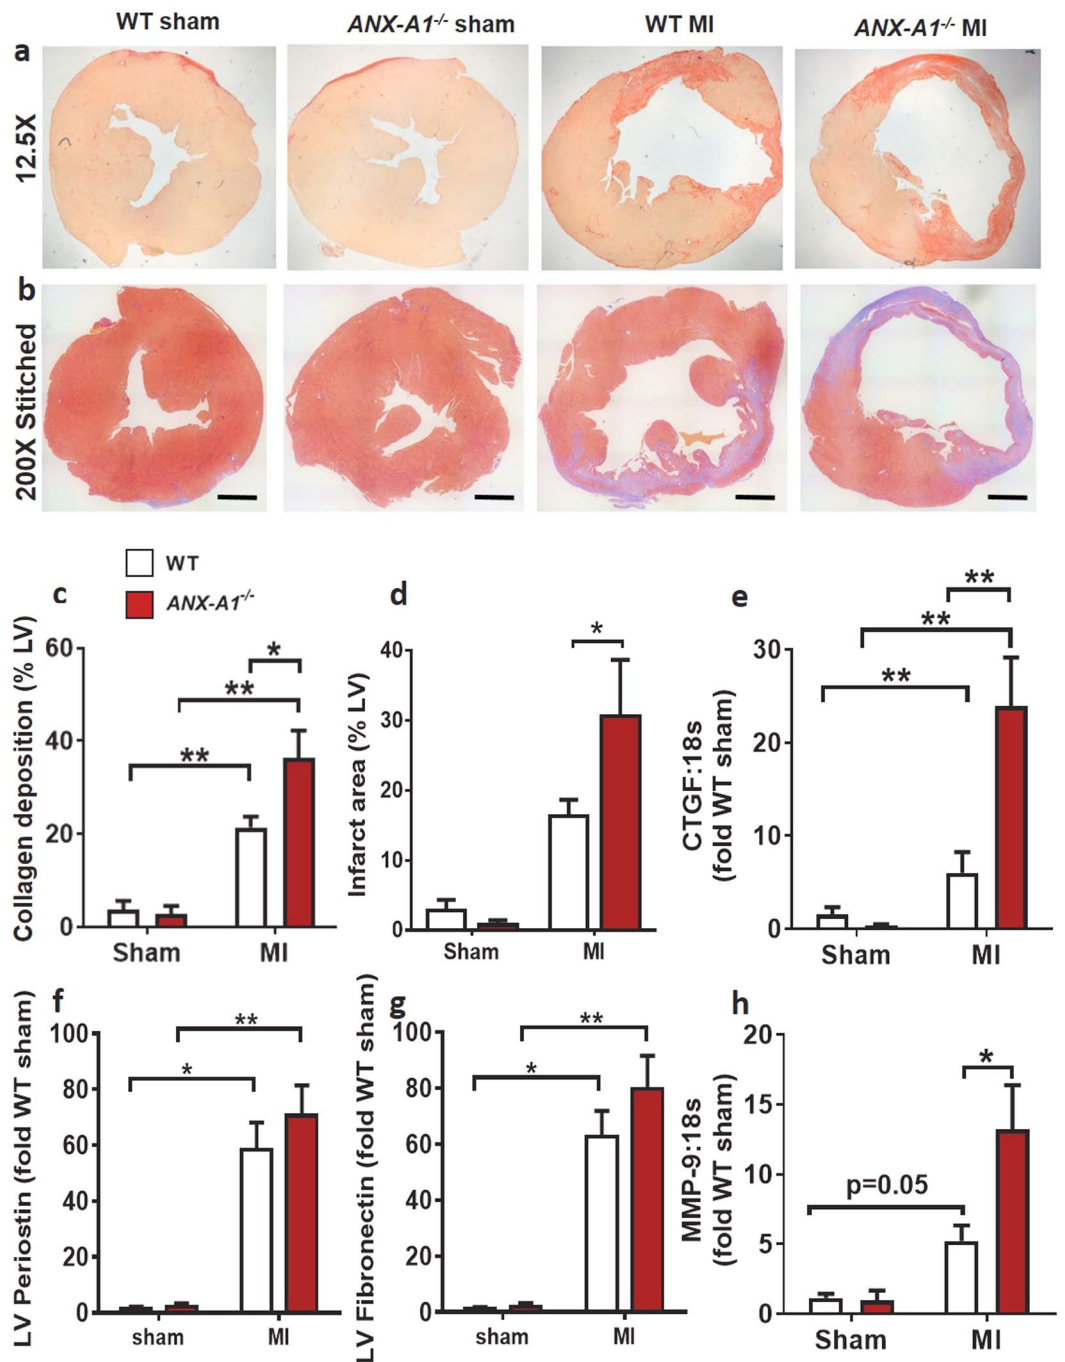 WT sham
ANX-A1-/- sham
WT MI
ANX-A1-/- MI
a
12.5X
b
200X Stitched
WT
ANX-A1-/-
c
Collagen deposition (% LV)
60
40
20
0
*
**
**
Sham
MI
d
Infarct area (% LV)
40
30
20
10
0
*
Sham
MI
e
CTGF:18s
(fold WT sham)
30
20
10
0
**
**
**
Sham
MI
f
LV Periostin (fold WT sham)
100
80
60
40
20
0
**
*
sham
MI
g
LV Fibronectin (fold WT sham)
100
80
60
40
20
0
**
*
sham
MI
h
MMP-9:18s
(fold WT sham)
20
15
10
5
0
*
p=0.05
Sham
MI